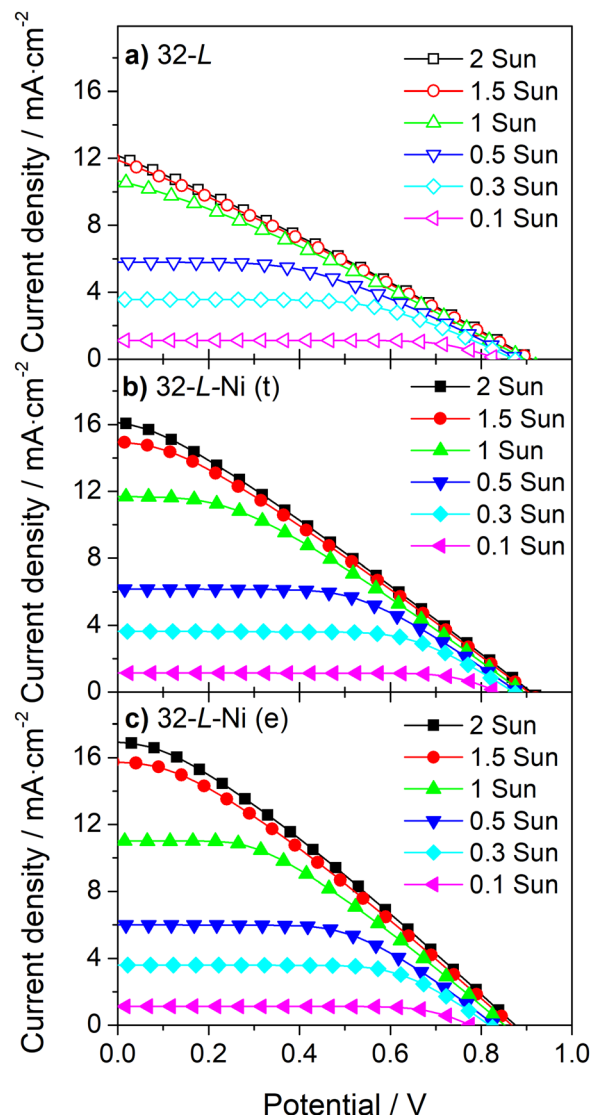 a) 32-L
2 Sun
1.5 Sun
1 Sun
0.5 Sun
0.3 Sun
0.1 Sun
16
12
8
4
0
Current density / mA·cm⁻²
b) 32-L-Ni (t)
2 Sun
1.5 Sun
1 Sun
0.5 Sun
0.3 Sun
0.1 Sun
16
12
8
4
0
Current density / mA·cm⁻²
c) 32-L-Ni (e)
2 Sun
1.5 Sun
1 Sun
0.5 Sun
0.3 Sun
0.1 Sun
16
12
8
4
0
Current density / mA·cm⁻²
0.0 0.2 0.4 0.6 0.8 1.0
Potential / V